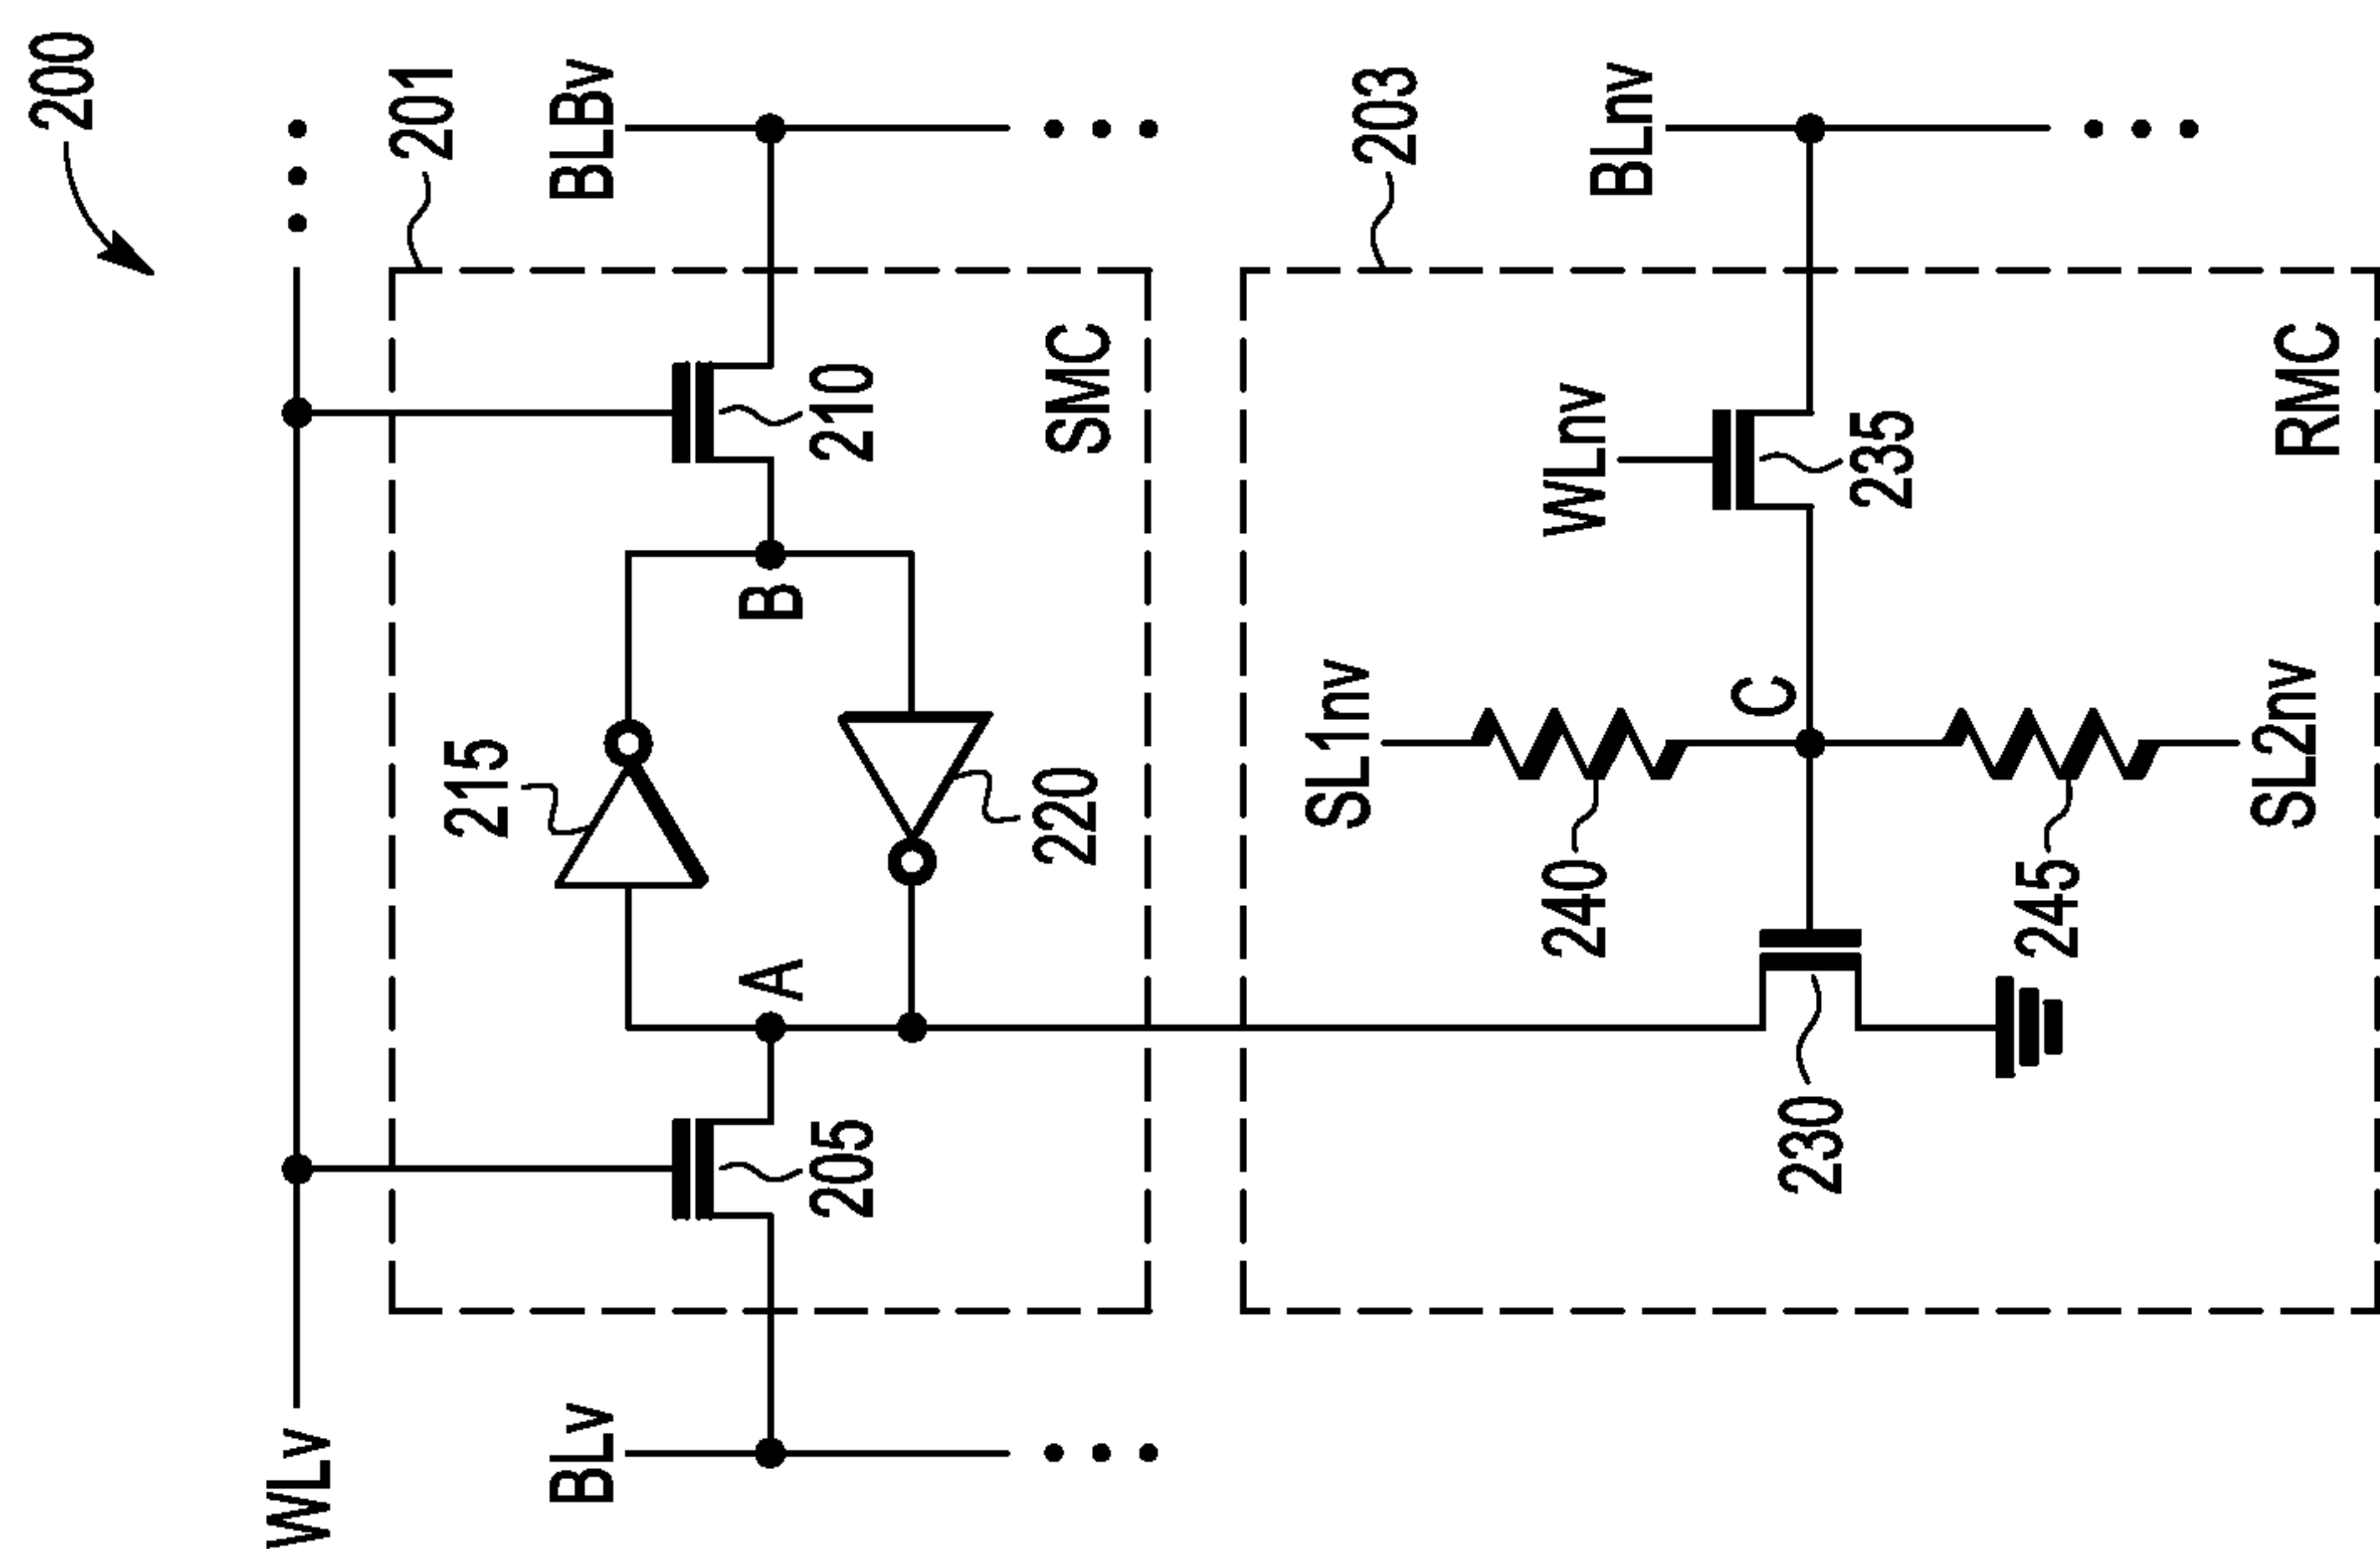 200
WLv
201
BLv
BLBv
205
210
215
220
A
B
SMC
203
SL1nv
WLnv
BLnv
240
C
230
235
245
SL2nv
RMC